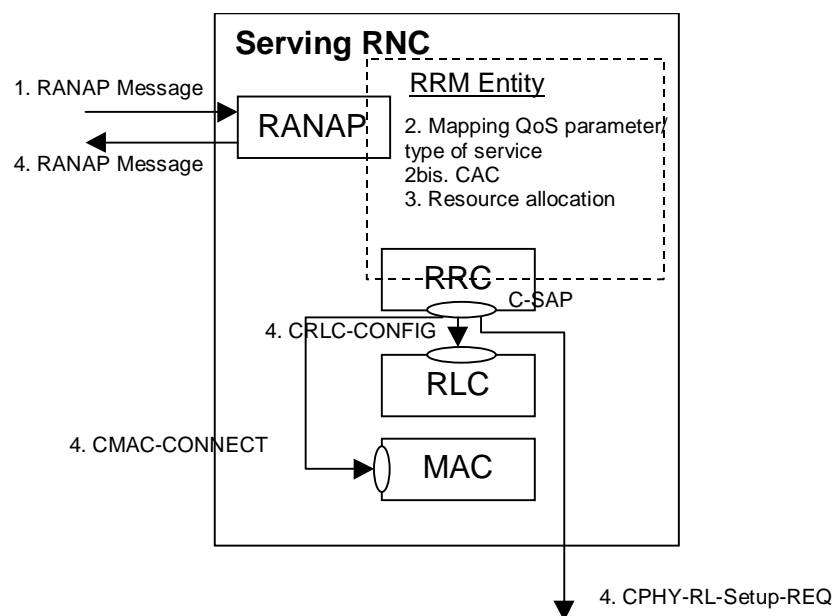 Serving RNC
RRM Entity
1. RANAP Message
RANAP
2. Mapping QoS parameter/
type of service
2bis. CAC
3. Resource allocation
4. RANAP Message
RRC
C-SAP
4. CRLC-CONFIG
RLC
4. CMAC-CONNECT
MAC
4. CPHY-RL-Setup-REQ